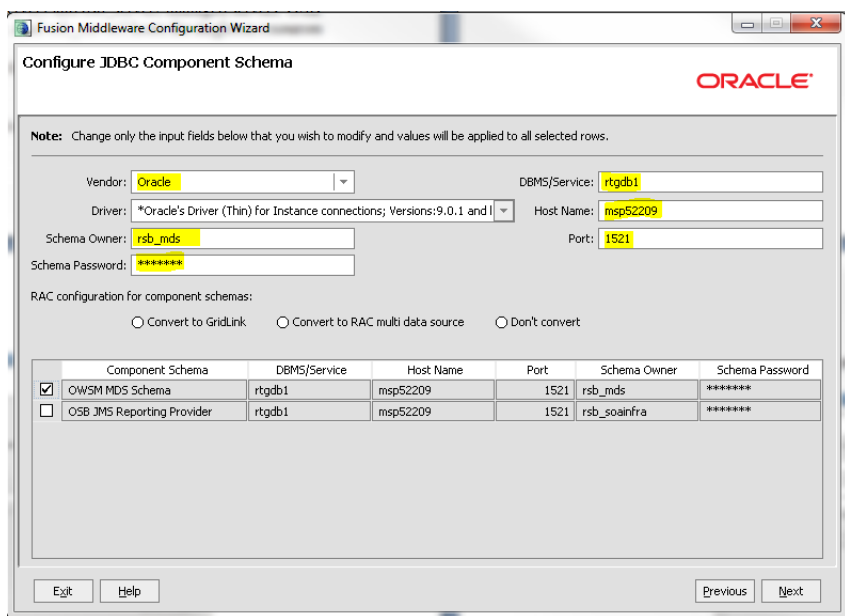 Fusion Middleware Configuration Wizard
Configure JDBC Component Schema
ORACLE
Note: Change only the input fields below that you wish to modify and values will be applied to all selected rows.
Vendor: Oracle DBMS/Service: rtgdb1
Driver: *Oracle's Driver (Thin) for Instance connections; Versions:9.0.1 and l Host Name: msp52209
Schema Owner: rsb_mds Port: 1521
Schema Password: *******
RAC configuration for component schemas:
Convert to GridLink Convert to RAC multi data source Don't convert
Component Schema DBMS/Service Host Name Port Schema Owner Schema Password
OWSM MDS Schema rtgdb1 msp52209 1521 rsb_mds *******
OSB JMS Reporting Provider rtgdb1 msp52209 1521 rsb_soainfra *******
Exit Help Previous Next